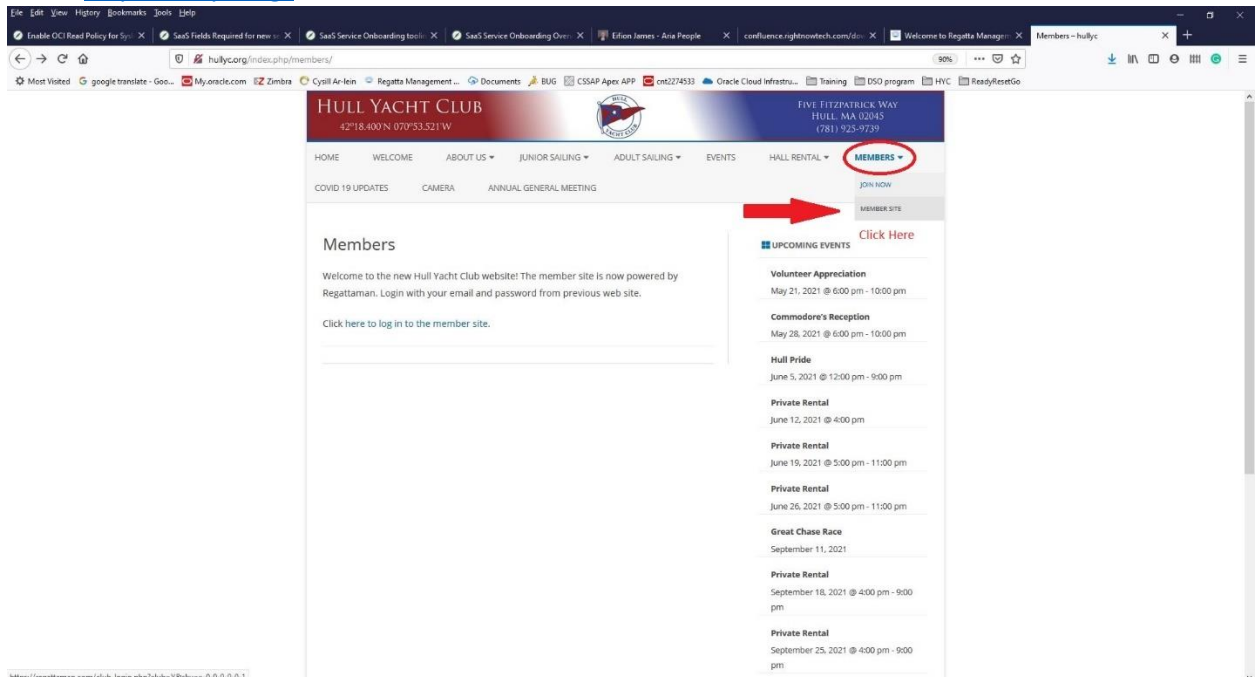 File Edit View History Bookmarks Tools Help
Enable OCI Read Policy for Sys
SaaS Fields Required for new se
SaaS Service Onboarding toolin
SaaS Service Onboarding Overv
Eifion James - Aria People
confluence.rightnowtech.com/do
Welcome to Regatta Managem
Members – hullyc
hullyc.org/index.php/members/
90%
Most Visited
google translate - Goo...
My.oracle.com
Zimbra
Cysill Ar-lein
Regatta Management ...
Documents
BUG
CSSAP Apex APP
cnt2274533
Oracle Cloud Infrastru...
Training
DSO program
HYC
ReadyResetGo
HULL YACHT CLUB
42°18.400'N 070°53.521'W
HULL
YACHT CLUB
FIVE FITZPATRICK WAY
HULL, MA 02045
(781) 925-9739
HOME WELCOME ABOUT US JUNIOR SAILING ADULT SAILING EVENTS HALL RENTAL MEMBERS
COVID 19 UPDATES CAMERA ANNUAL GENERAL MEETING
JOIN NOW
MEMBER SITE
Click Here
Members
Welcome to the new Hull Yacht Club website! The member site is now powered by
Regattaman. Login with your email and password from previous web site.
Click here to log in to the member site.
UPCOMING EVENTS
Volunteer Appreciation
May 21, 2021 @ 6:00 pm - 10:00 pm
Commodore's Reception
May 28, 2021 @ 6:00 pm - 10:00 pm
Hull Pride
June 5, 2021 @ 12:00 pm - 9:00 pm
Private Rental
June 12, 2021 @ 4:00 pm
Private Rental
June 19, 2021 @ 5:00 pm - 11:00 pm
Private Rental
June 26, 2021 @ 5:00 pm - 11:00 pm
Great Chase Race
September 11, 2021
Private Rental
September 18, 2021 @ 4:00 pm - 9:00
pm
Private Rental
September 25, 2021 @ 4:00 pm - 9:00
pm